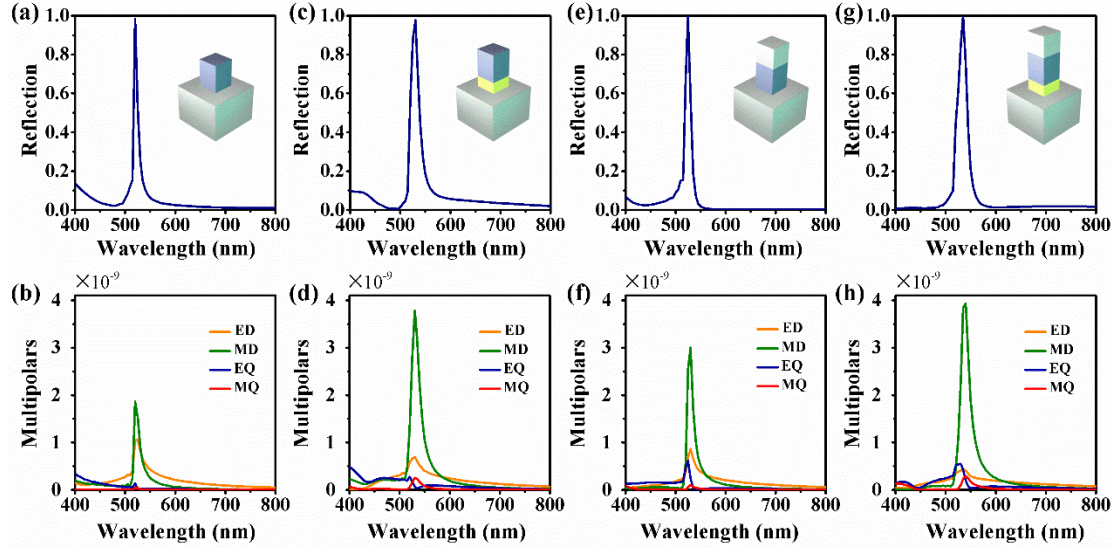 (a)
1.0
0.8
0.6
0.4
0.2
0.0
Reflection
400 500 600 700 800
Wavelength (nm)
(c)
1.0
0.8
0.6
0.4
0.2
0.0
Reflection
400 500 600 700 800
Wavelength (nm)
(e)
1.0
0.8
0.6
0.4
0.2
0.0
Reflection
400 500 600 700 800
Wavelength (nm)
(g)
1.0
0.8
0.6
0.4
0.2
0.0
Reflection
400 500 600 700 800
Wavelength (nm)
(b)
×10⁻⁹
4
3
2
1
0
Multipolars
ED
MD
EQ
MQ
400 500 600 700 800
Wavelength (nm)
(d)
×10⁻⁹
4
3
2
1
0
Multipolars
ED
MD
EQ
MQ
400 500 600 700 800
Wavelength (nm)
(f)
×10⁻⁹
4
3
2
1
0
Multipolars
ED
MD
EQ
MQ
400 500 600 700 800
Wavelength (nm)
(h)
×10⁻⁹
4
3
2
1
0
Multipolars
ED
MD
EQ
MQ
400 500 600 700 800
Wavelength (nm)